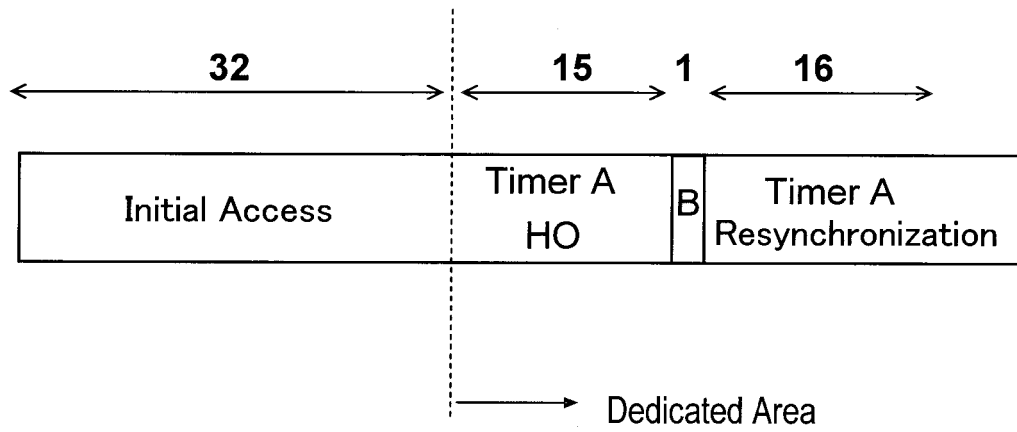 32 15 1 16
Initial Access
Timer A
HO
B
Timer A
Resynchronization
Dedicated Area